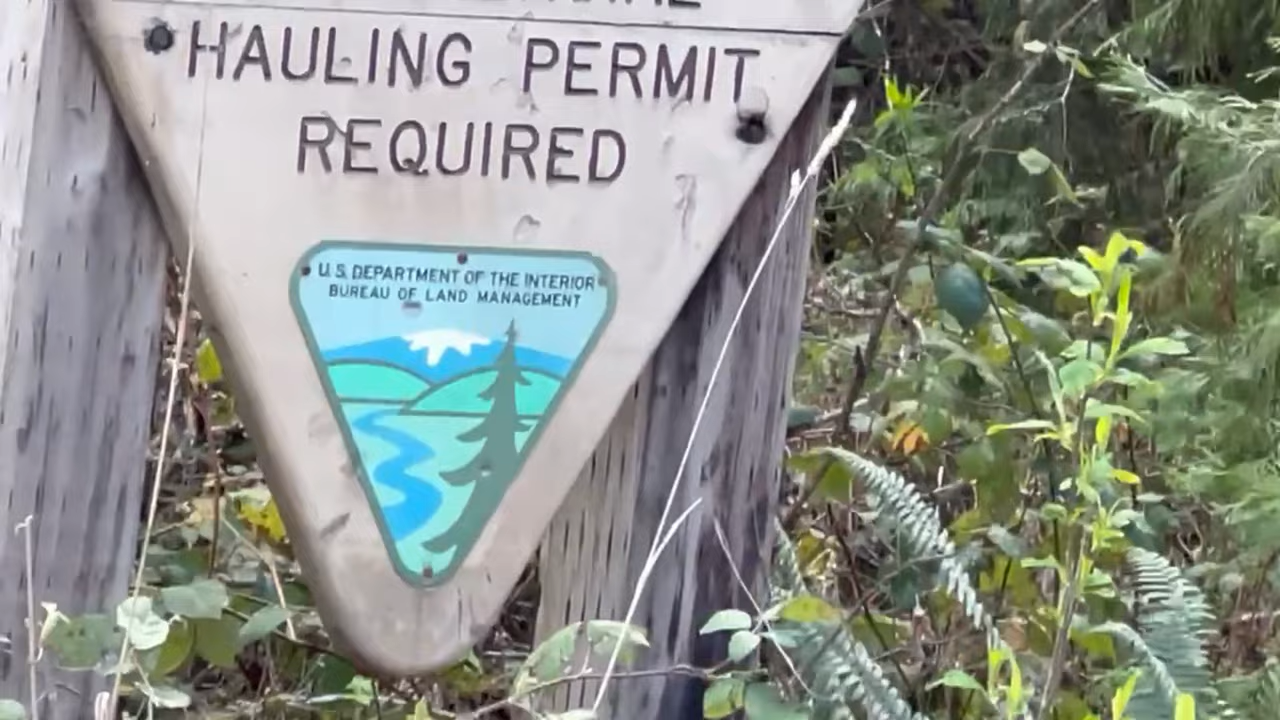 HAULING PERMIT
REQUIRED
U.S. DEPARTMENT OF THE INTERIOR
BUREAU OF LAND MANAGEMENT